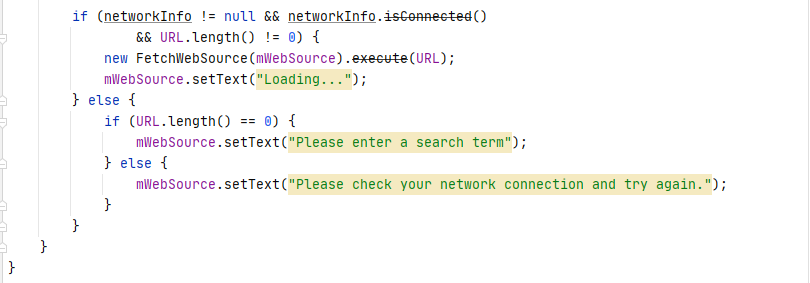 if (networkInfo != null && networkInfo.isConnected()
&& URL.length() != 0) {
new FetchWebSource(mWebSource).execute(URL);
mWebSource.setText("Loading...");
} else {
if (URL.length() == 0) {
mWebSource.setText("Please enter a search term");
} else {
mWebSource.setText("Please check your network connection and try again.");
}
}
}
}